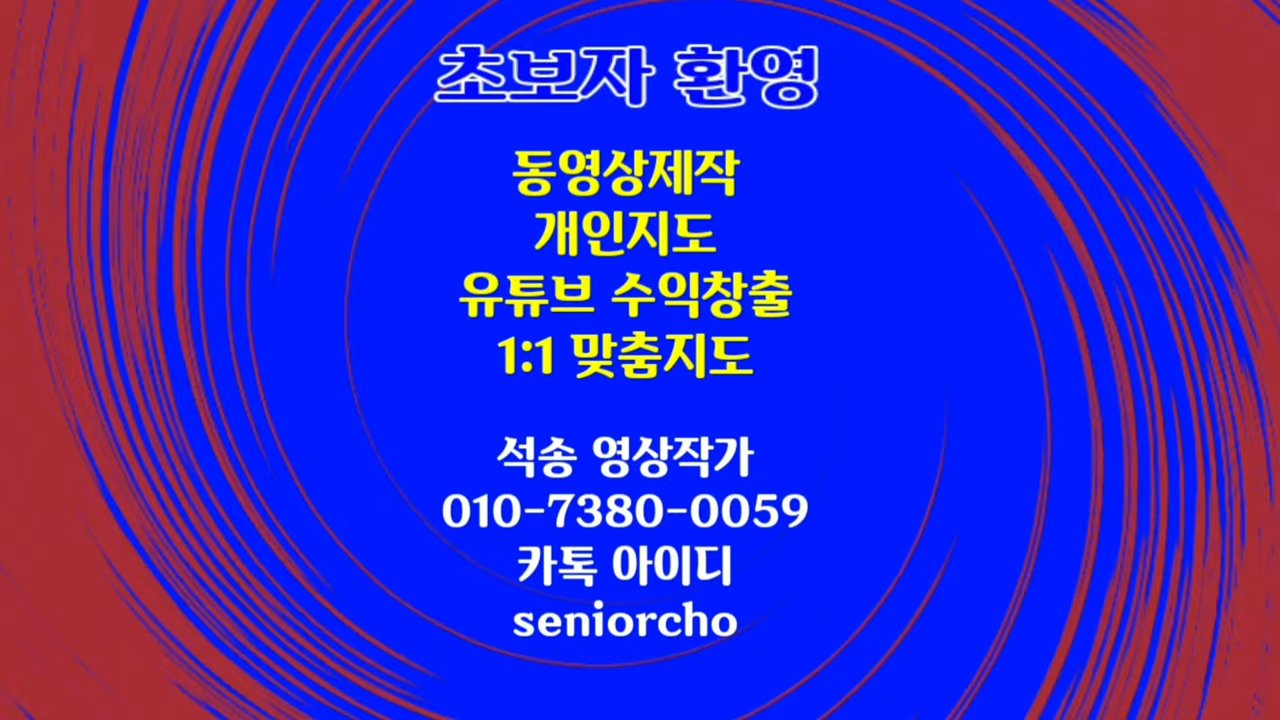 초보자 환영
동영상제작
개인지도
유튜브 수익창출
1:1 맞춤지도
석송 영상작가
010-7380-0059
카톡 아이디
seniorcho